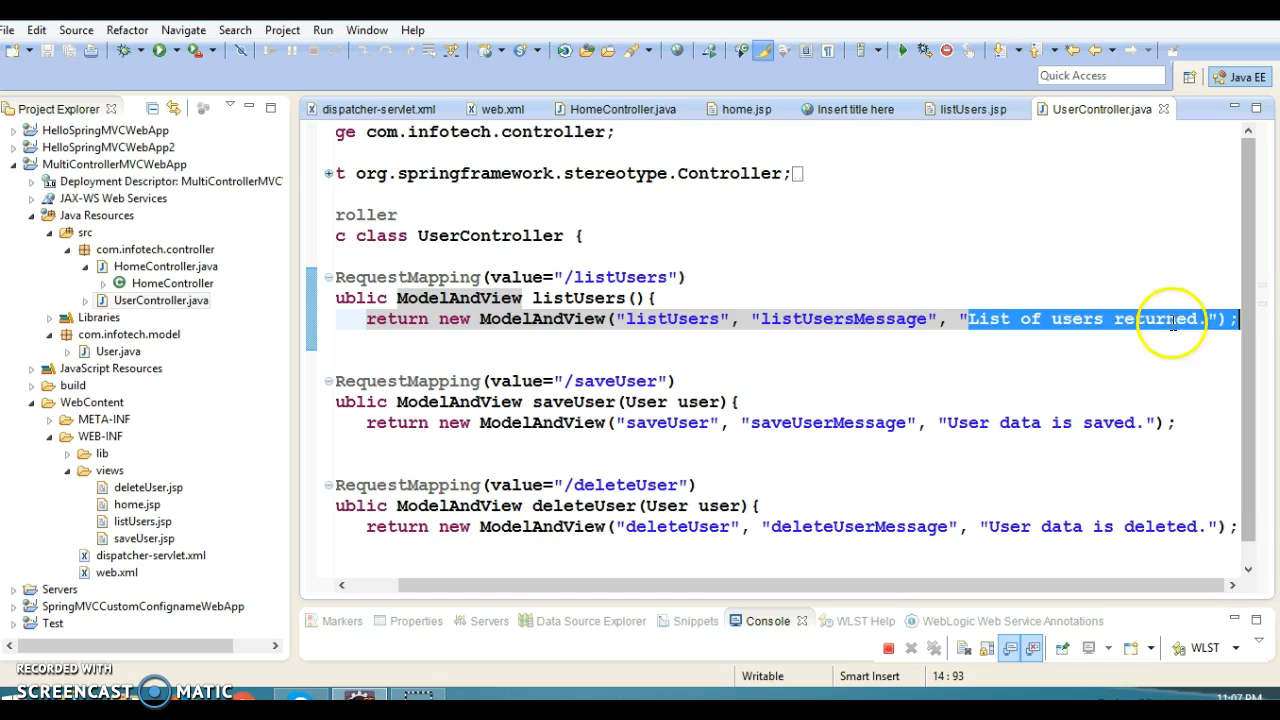 File Edit Source Refactor Navigate Search Project Run Window Help
Quick Access
Java EE
Project Explorer
HelloSpringMVCWebApp
HelloSpringMVCWebApp2
MultiControllerMVCWebApp
Deployment Descriptor: MultiControllerMVC
JAX-WS Web Services
Java Resources
src
com.infotech.controller
HomeController.java
HomeController
UserController.java
Libraries
com.infotech.model
User.java
JavaScript Resources
build
WebContent
META-INF
WEB-INF
lib
views
deleteUser.jsp
home.jsp
listUsers.jsp
saveUser.jsp
dispatcher-servlet.xml
web.xml
Servers
SpringMVCCustomConfignameWebApp
Test
dispatcher-servlet.xml web.xml HomeController.java home.jsp Insert title here listUsers.jsp UserController.java
ge com.infotech.controller;
t org.springframework.stereotype.Controller;
roller
c class UserController {
RequestMapping(value="/listUsers")
ublic ModelAndView listUsers(){
return new ModelAndView("listUsers", "listUsersMessage", "List of users returned.");
RequestMapping(value="/saveUser")
ublic ModelAndView saveUser(User user){
return new ModelAndView("saveUser", "saveUserMessage", "User data is saved.");
RequestMapping(value="/deleteUser")
ublic ModelAndView deleteUser(User user){
return new ModelAndView("deleteUser", "deleteUserMessage", "User data is deleted.");
Markers Properties Servers Data Source Explorer Snippets Console WLST Help WebLogic Web Service Annotations
WLST
Writable Smart Insert 14 : 93
RECORDED WITH
SCREENCAST MATIC
11:07 PM